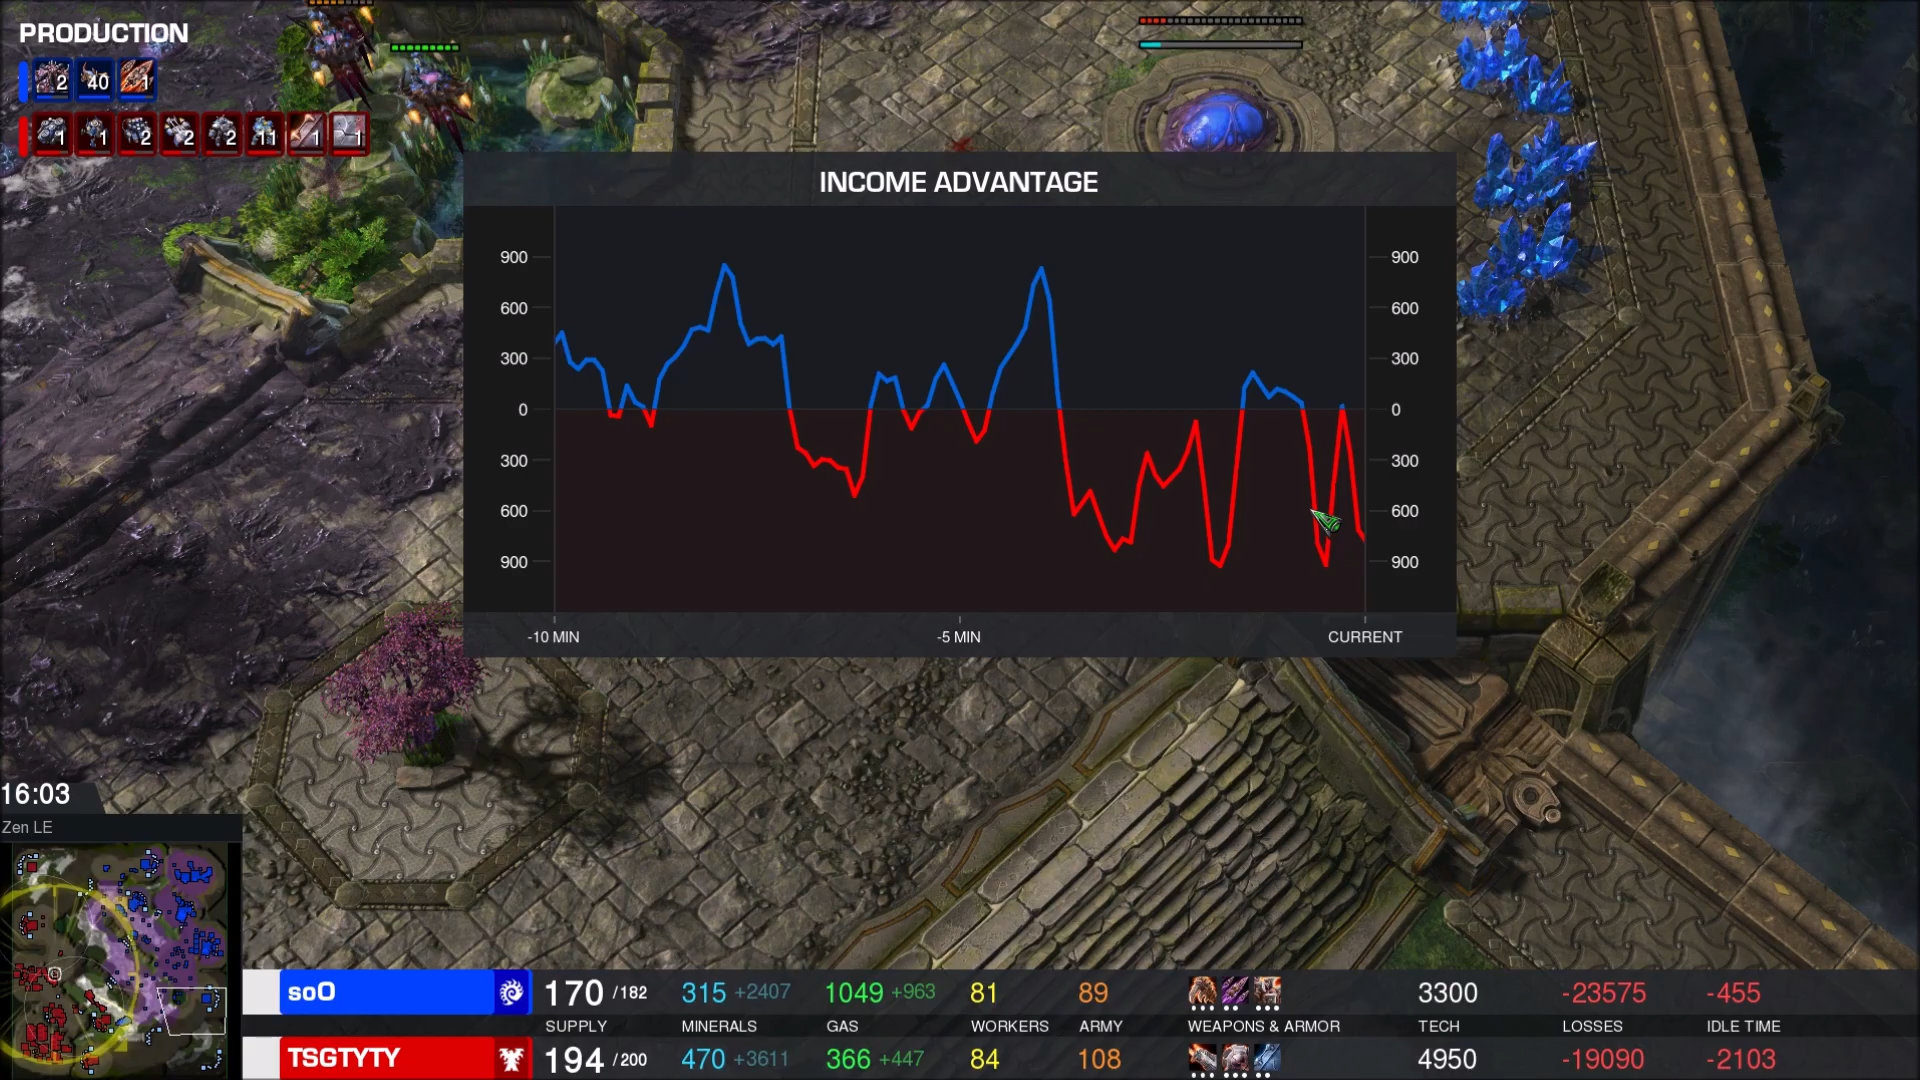 PRODUCTION
2 40 1
1 1 2 2 2 11 1 1
INCOME ADVANTAGE
900 900
600 600
300 300
0 0
300 300
600 600
900 900
-10 MIN -5 MIN CURRENT
16:03
Zen LE
soO 170 /182 315 +2407 1049 +963 81 89 3300 -23575 -455
SUPPLY MINERALS GAS WORKERS ARMY WEAPONS & ARMOR TECH LOSSES IDLE TIME
TSGTYTY 194 /200 470 +3611 366 +447 84 108 4950 -19090 -2103